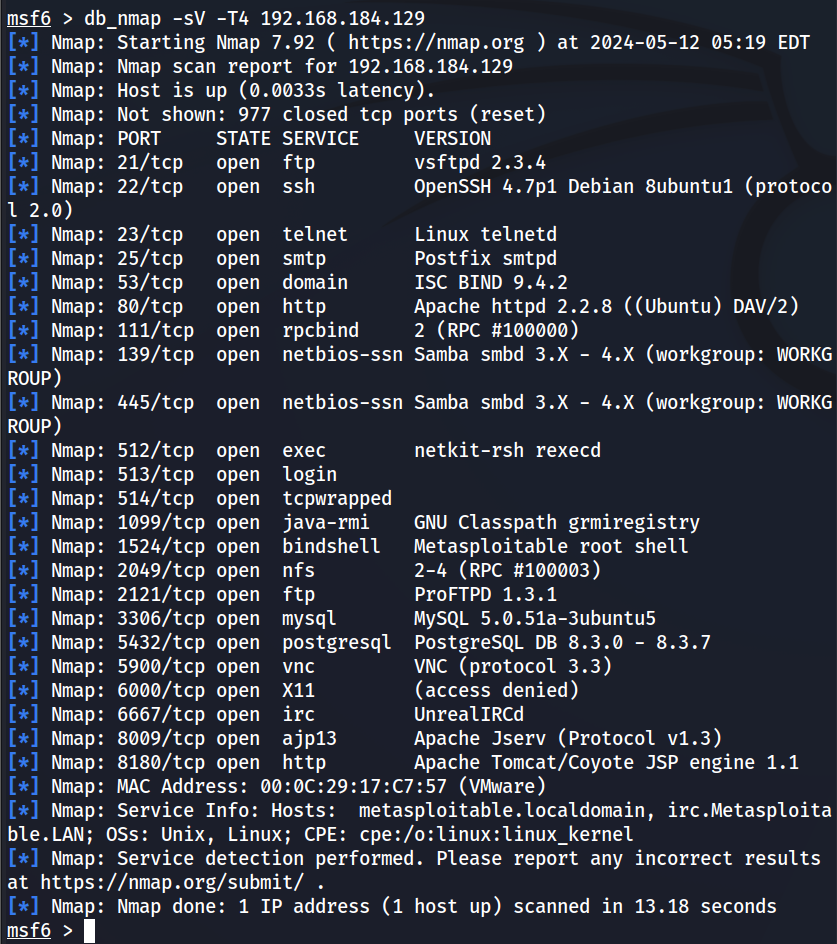 msf6 > db_nmap -sV -T4 192.168.184.129
[*] Nmap: Starting Nmap 7.92 ( https://nmap.org ) at 2024-05-12 05:19 EDT
[*] Nmap: Nmap scan report for 192.168.184.129
[*] Nmap: Host is up (0.0033s latency).
[*] Nmap: Not shown: 977 closed tcp ports (reset)
[*] Nmap: PORT     STATE SERVICE     VERSION
[*] Nmap: 21/tcp   open  ftp         vsftpd 2.3.4
[*] Nmap: 22/tcp   open  ssh         OpenSSH 4.7p1 Debian 8ubuntu1 (protoco
l 2.0)
[*] Nmap: 23/tcp   open  telnet      Linux telnetd
[*] Nmap: 25/tcp   open  smtp        Postfix smtpd
[*] Nmap: 53/tcp   open  domain      ISC BIND 9.4.2
[*] Nmap: 80/tcp   open  http        Apache httpd 2.2.8 ((Ubuntu) DAV/2)
[*] Nmap: 111/tcp  open  rpcbind     2 (RPC #100000)
[*] Nmap: 139/tcp  open  netbios-ssn Samba smbd 3.X - 4.X (workgroup: WORKG
ROUP)
[*] Nmap: 445/tcp  open  netbios-ssn Samba smbd 3.X - 4.X (workgroup: WORKG
ROUP)
[*] Nmap: 512/tcp  open  exec        netkit-rsh rexecd
[*] Nmap: 513/tcp  open  login
[*] Nmap: 514/tcp  open  tcpwrapped
[*] Nmap: 1099/tcp open  java-rmi    GNU Classpath grmiregistry
[*] Nmap: 1524/tcp open  bindshell   Metasploitable root shell
[*] Nmap: 2049/tcp open  nfs         2-4 (RPC #100003)
[*] Nmap: 2121/tcp open  ftp         ProFTPD 1.3.1
[*] Nmap: 3306/tcp open  mysql       MySQL 5.0.51a-3ubuntu5
[*] Nmap: 5432/tcp open  postgresql  PostgreSQL DB 8.3.0 - 8.3.7
[*] Nmap: 5900/tcp open  vnc         VNC (protocol 3.3)
[*] Nmap: 6000/tcp open  X11         (access denied)
[*] Nmap: 6667/tcp open  irc         UnrealIRCd
[*] Nmap: 8009/tcp open  ajp13       Apache Jserv (Protocol v1.3)
[*] Nmap: 8180/tcp open  http        Apache Tomcat/Coyote JSP engine 1.1
[*] Nmap: MAC Address: 00:0C:29:17:C7:57 (VMware)
[*] Nmap: Service Info: Hosts:  metasploitable.localdomain, irc.Metasploita
ble.LAN; OSs: Unix, Linux; CPE: cpe:/o:linux:linux_kernel
[*] Nmap: Service detection performed. Please report any incorrect results
at https://nmap.org/submit/ .
[*] Nmap: Nmap done: 1 IP address (1 host up) scanned in 13.18 seconds
msf6 >